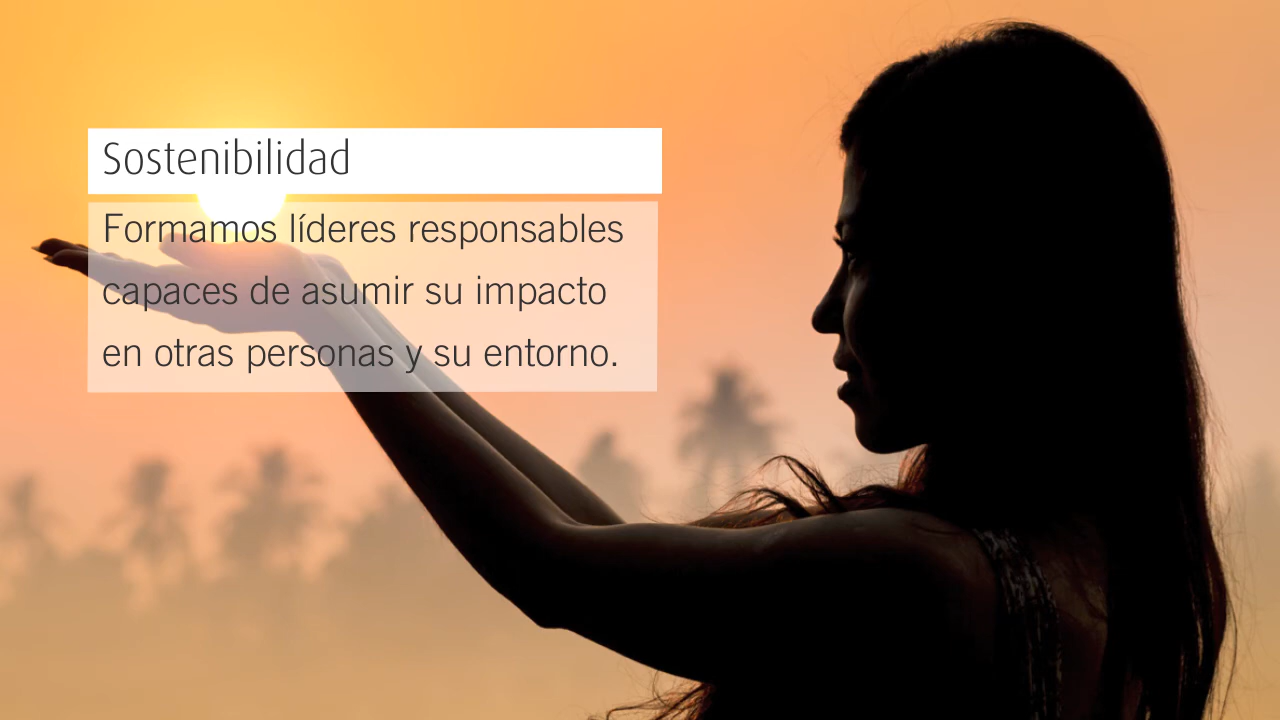 Sostenibilidad
Formamos líderes responsables
capaces de asumir su impacto
en otras personas y su entorno.